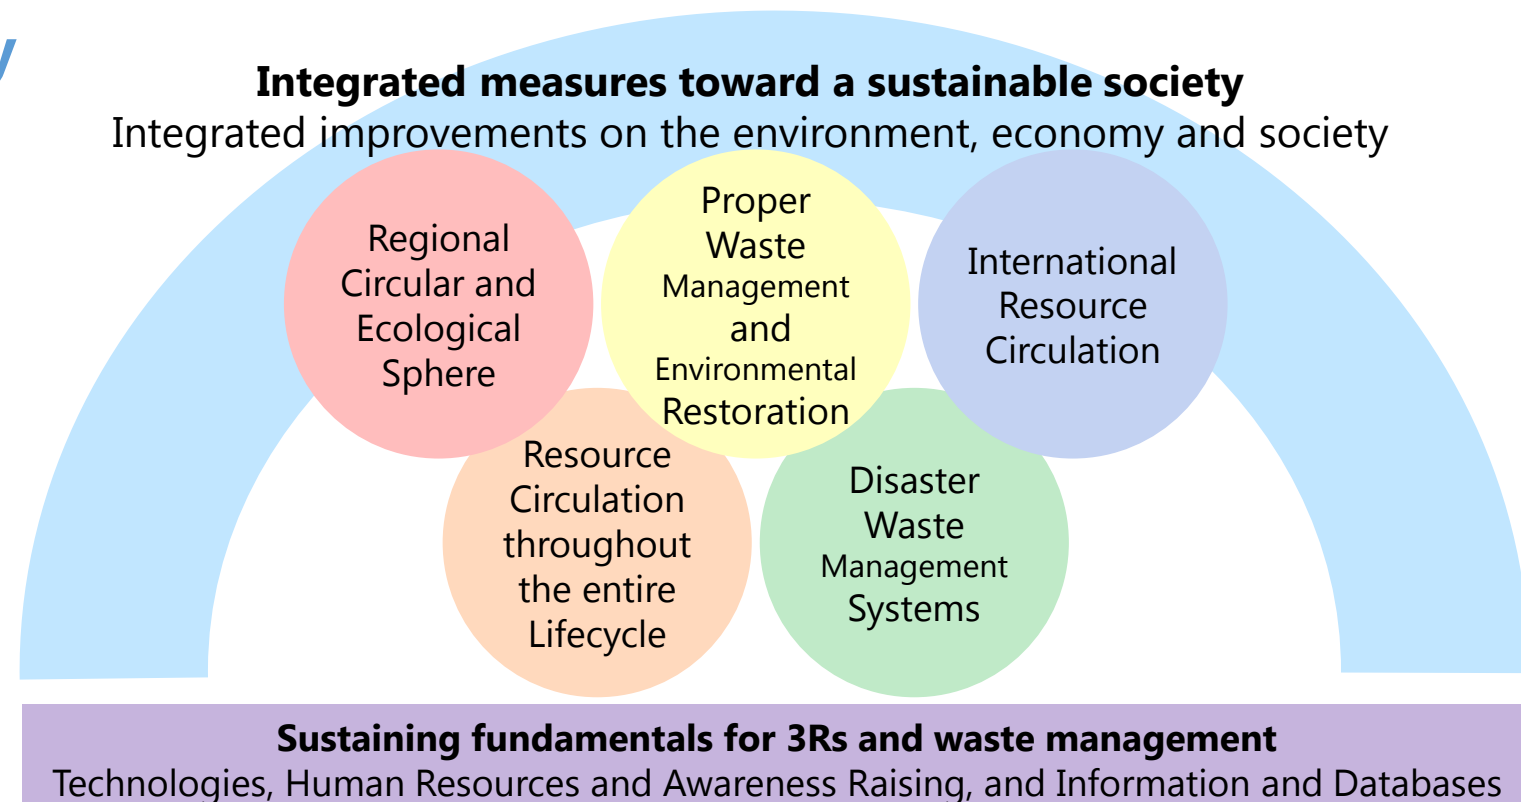 y
Integrated measures toward a sustainable society
Integrated improvements on the environment, economy and society
Regional
Circular and
Ecological
Sphere
Proper
Waste
Management
and
Environmental
Restoration
International
Resource
Circulation
Resource
Circulation
throughout
the entire
Lifecycle
Disaster
Waste
Management
Systems
Sustaining fundamentals for 3Rs and waste management
Technologies, Human Resources and Awareness Raising, and Information and Databases